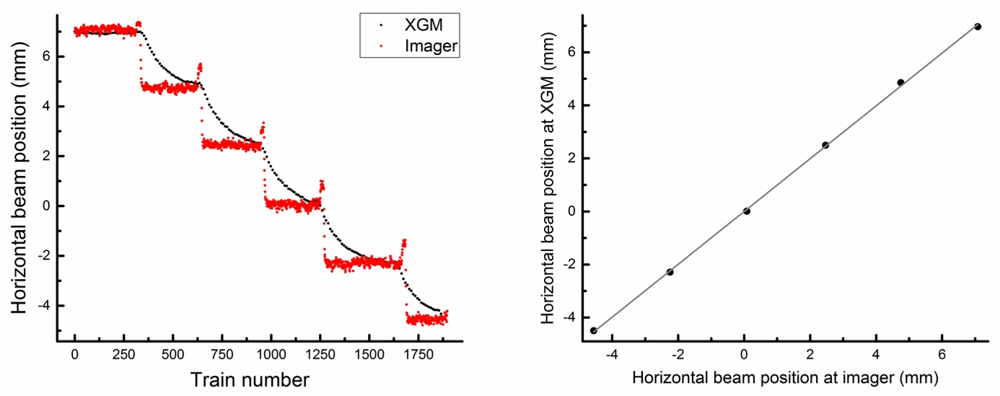 XGM
Imager
Horizontal beam position (mm)
6
4
2
0
-2
-4
0 250 500 750 1000 1250 1500 1750
Train number
Horizontal beam position at XGM (mm)
6
4
2
0
-2
-4
-4 -2 0 2 4 6
Horizontal beam position at imager (mm)